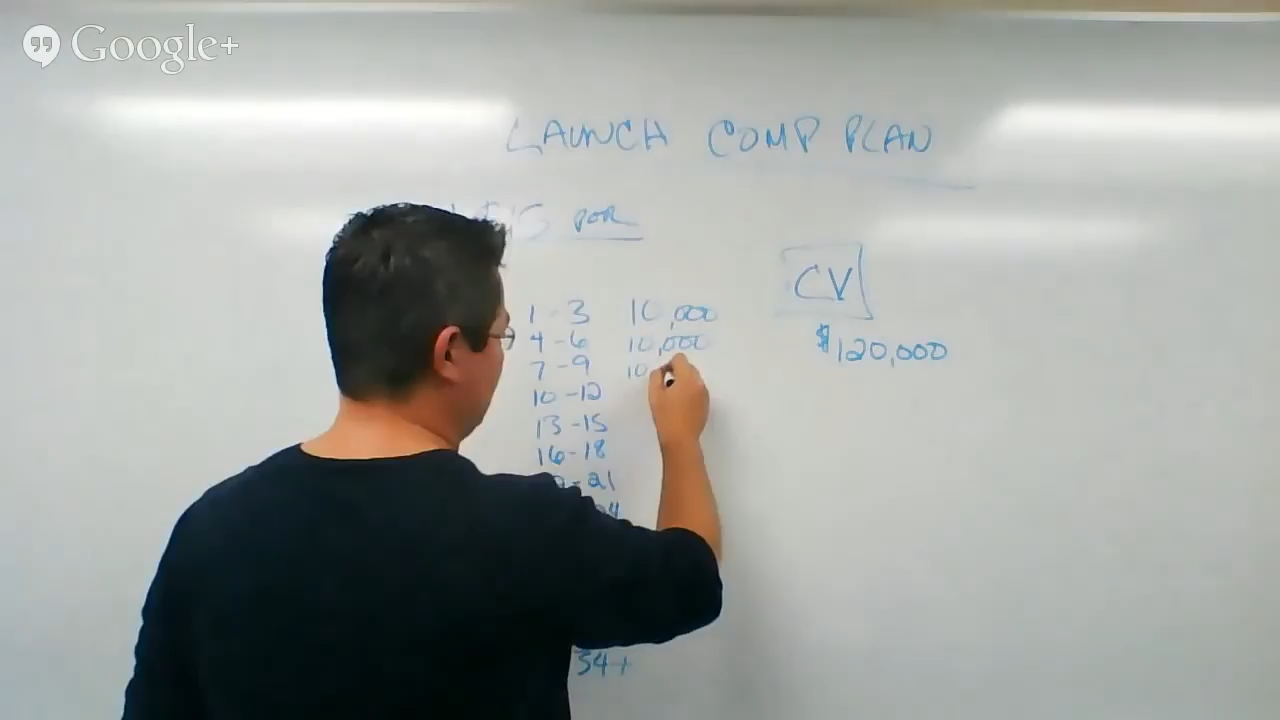 Google+
LAUNCH COMP PLAN
POR
CV
1 - 3 10,000
$120,000
4 - 6 10,000
7 - 9 10
10 - 12
13 - 15
16 - 18
- 21
34+